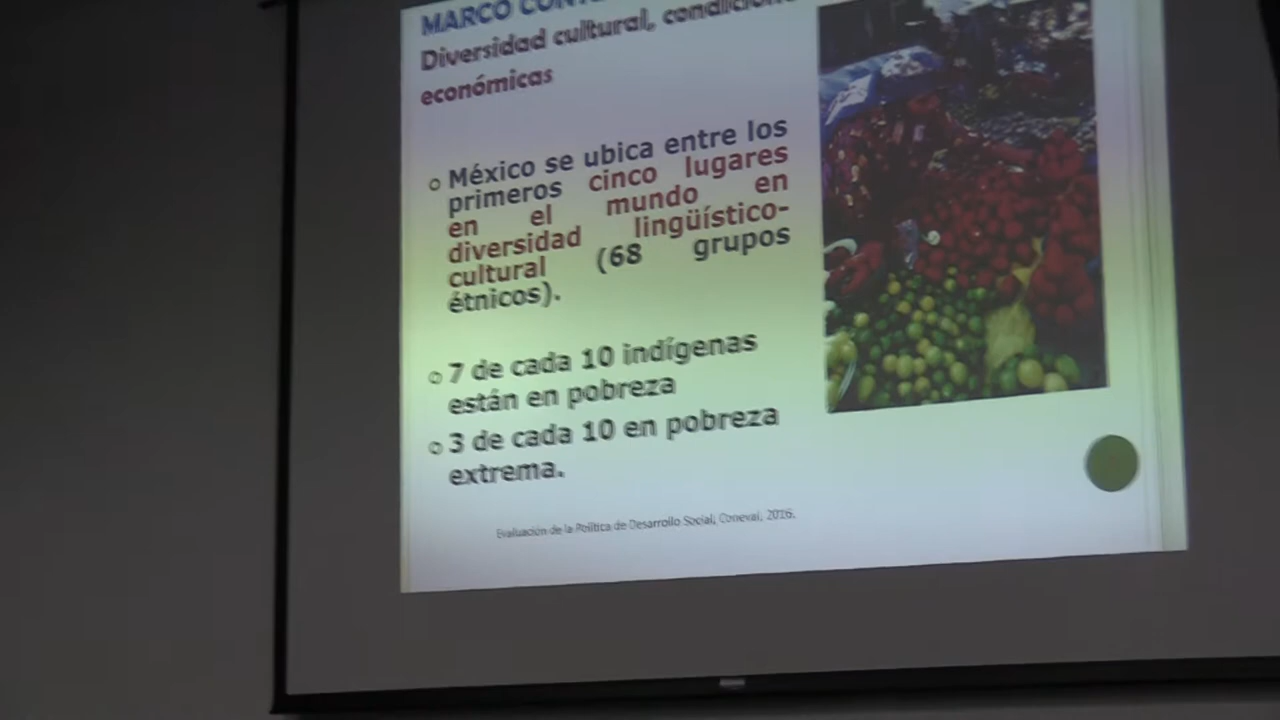 MARCO
Diversidad cultural,
económicas
México se ubica entre los
primeros cinco lugares
en el mundo en
diversidad lingüístico-
cultural (68 grupos
étnicos).
7 de cada 10 indígenas
están en pobreza
3 de cada 10 en pobreza
extrema.
Evaluación de la Política de Desarrollo Social, Coneval, 2016.